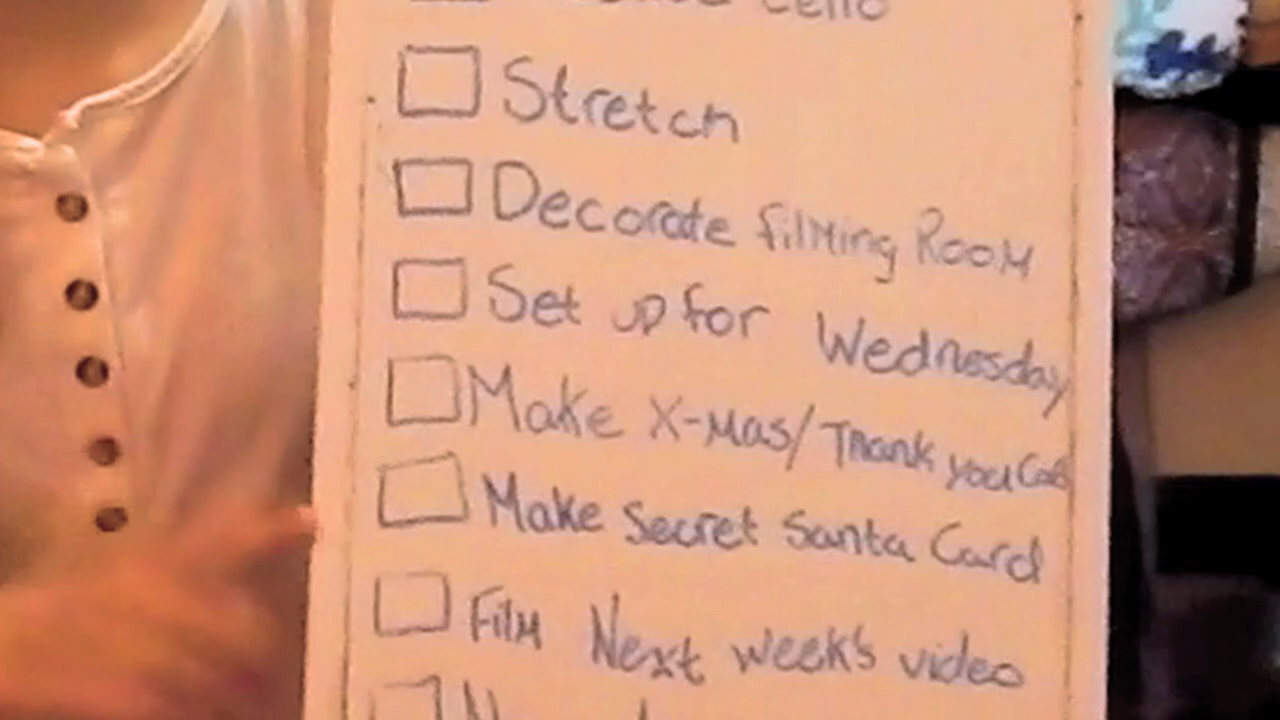 cello
Stretch
Decorate filming Room
Set up for Wednesday
Make X-Mas/Thank you
Make Secret Santa Card
Film Next week's video